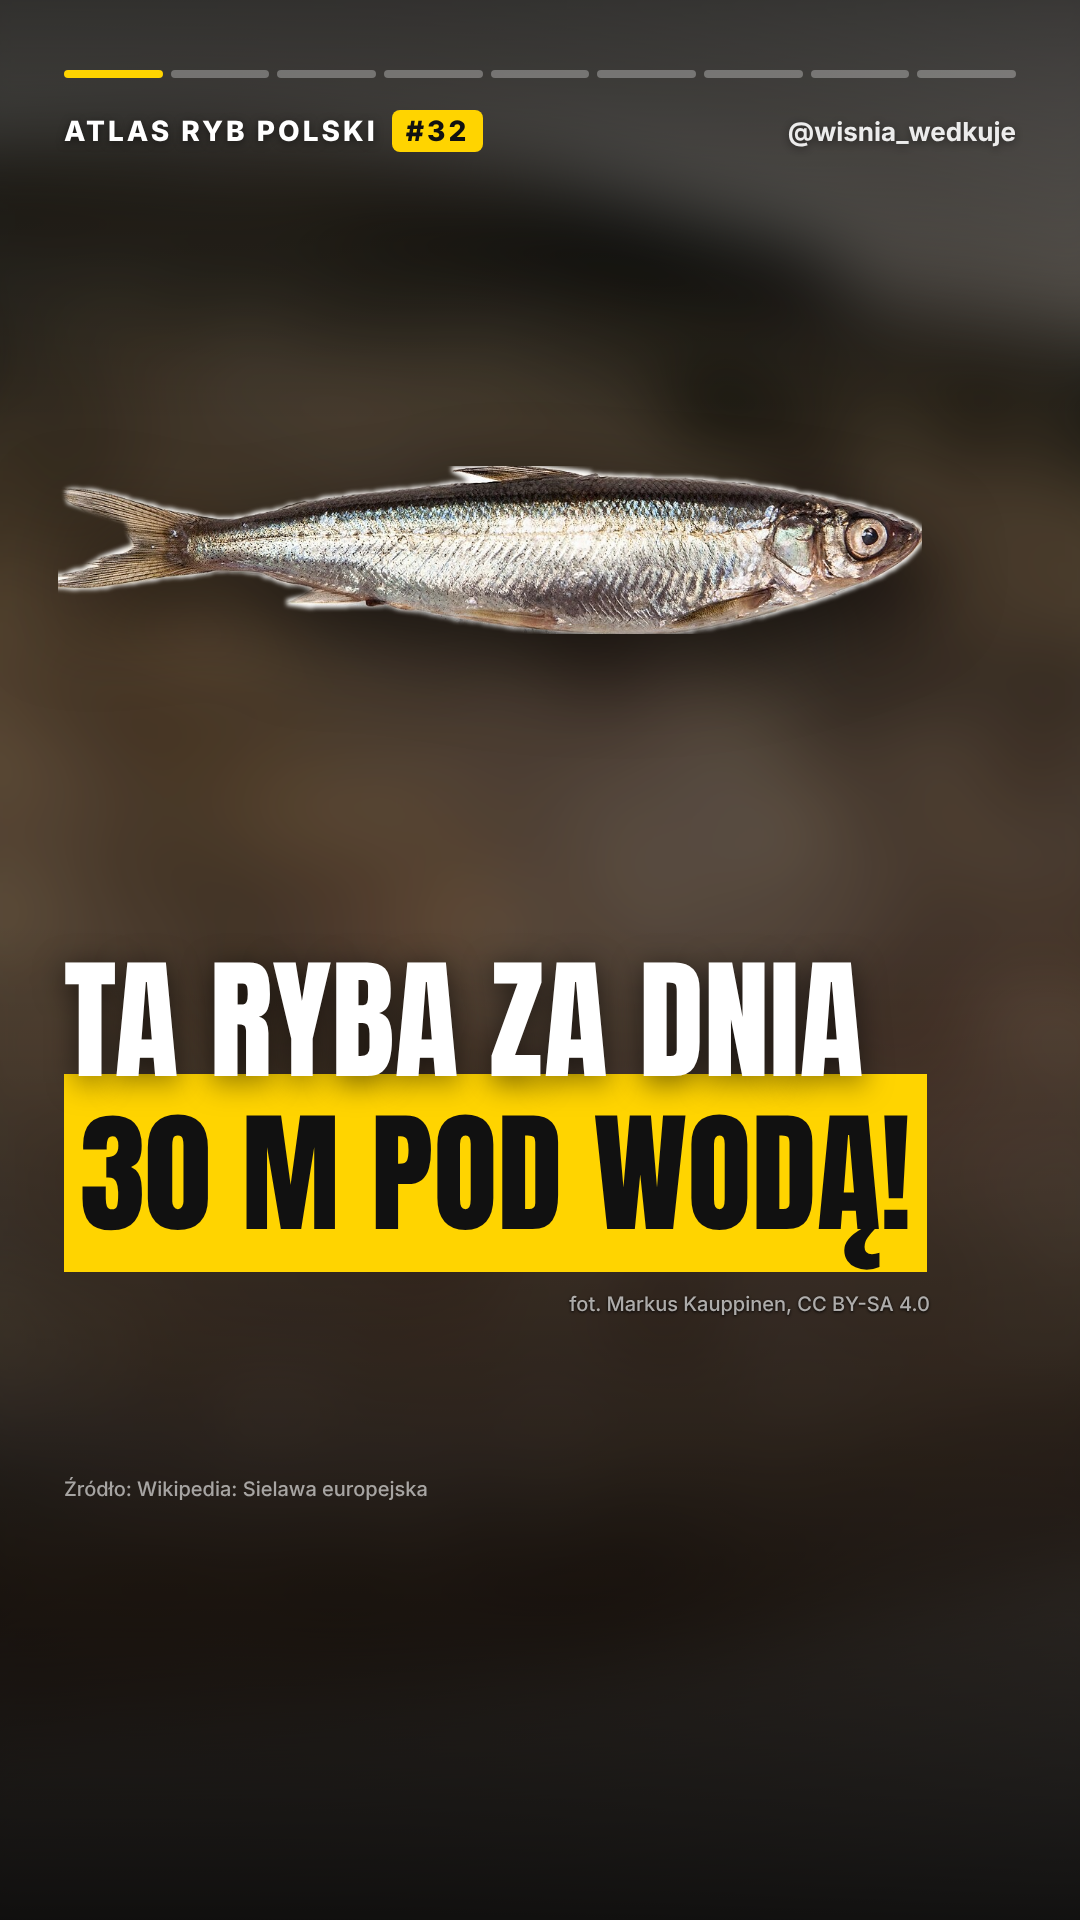 ATLAS RYB POLSKI #32
@wisnia_wedkuje
TA RYBA ZA DNIA
30 M POD WODĄ!
fot. Markus Kauppinen, CC BY-SA 4.0
Źródło: Wikipedia: Sielawa europejska